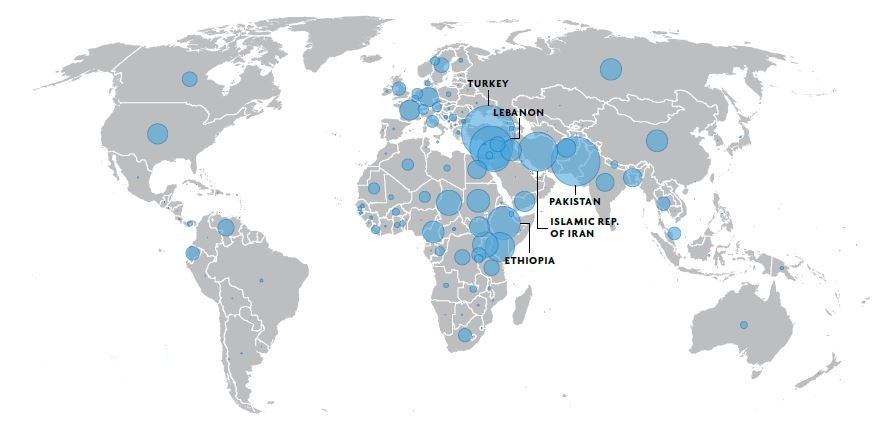 TURKEY
LEBANON
PAKISTAN
ISLAMIC REP.
OF IRAN
ETHIOPIA